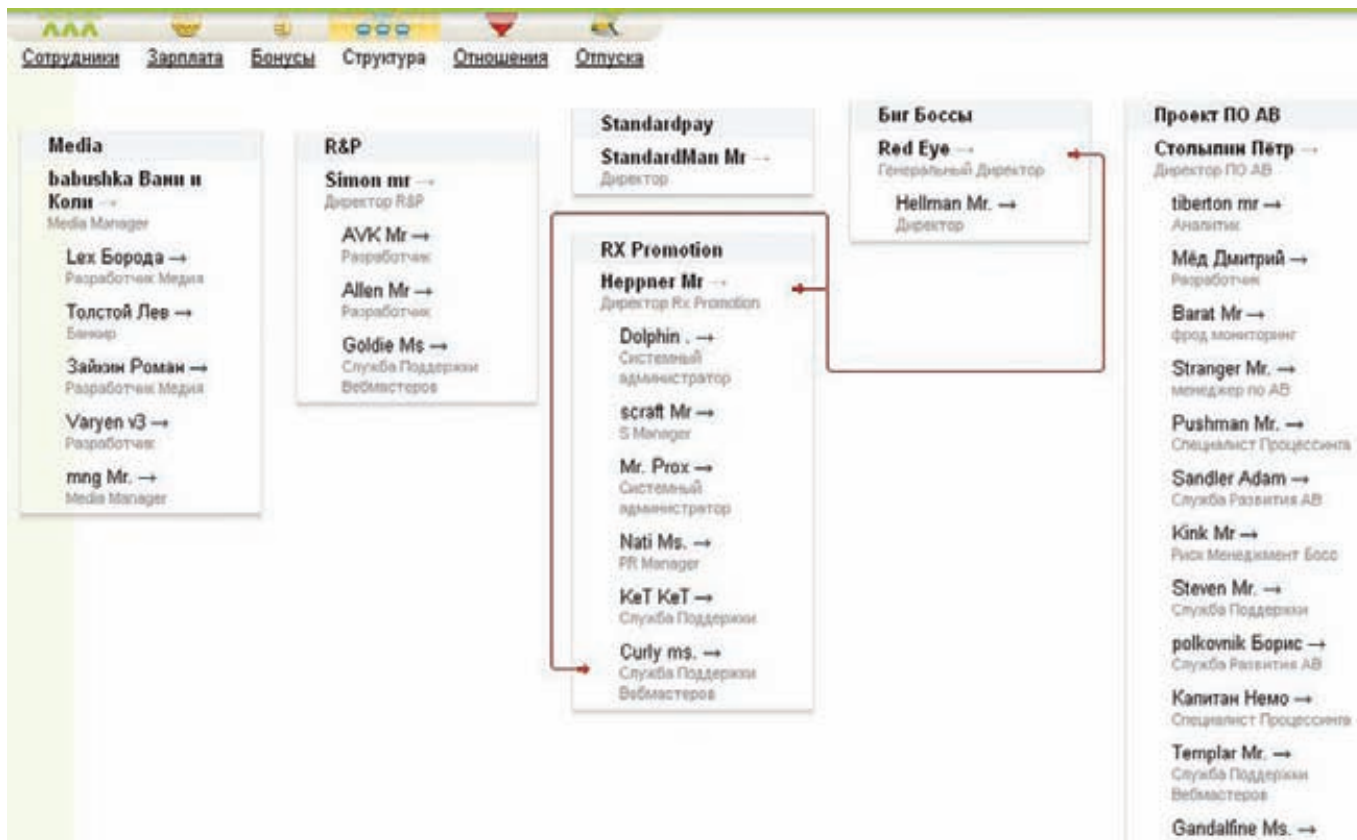 Сотрудники Зарплата Бонусы Структура Отношения Отпуска
Media
babushka Вани и
Коли →
Media Manager
Lex Борода →
Разработчик Медиа
Толстой Лев →
Банкир
Зайкин Роман →
Разработчик Медиа
Varyen v3 →
Разработчик
mng Mr. →
Media Manager
R&P
Simon mr →
Директор R&P
AVK Mr →
Разработчик
Allen Mr →
Разработчик
Goldie Ms →
Служба Поддержки
Вебмастеров
Standardpay
StandardMan Mr →
Директор
RX Promotion
Heppner Mr →
Директор Rx Promotion
Dolphin . →
Системный
администратор
scraft Mr →
S Manager
Mr. Prox →
Системный
администратор
Nati Ms. →
PR Manager
KeT KeT →
Служба Поддержки
Curly ms. →
Служба Поддержки
Вебмастеров
Биг Боссы
Red Eye →
Генеральный Директор
Hellman Mr. →
Директор
Проект ПО АВ
Столыпин Пётр →
Директор ПО АВ
tiberton mr →
Аналитик
Мёд Дмитрий →
Разработчик
Barat Mr →
фрод мониторинг
Stranger Mr. →
менеджер по АВ
Pushman Mr. →
Специалист Процессинга
Sandler Adam →
Служба Развития АВ
Kink Mr →
Риск Менеджмент Босс
Steven Mr. →
Служба Поддержки
polkovnik Борис →
Служба Развития АВ
Капитан Немо →
Специалист Процессинга
Templar Mr. →
Служба Поддержки
Вебмастеров
Gandalfine Ms. →